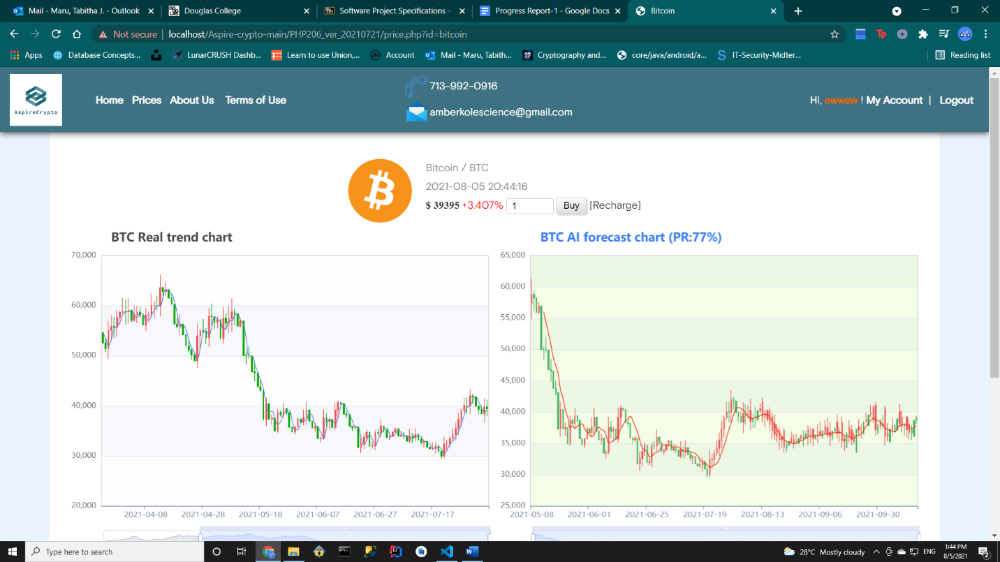 Mail - Maru, Tabitha J. - Outlook
Douglas College
Software Project Specifications –
Progress Report-1 - Google Docs
Bitcoin
Not secure | localhost/Aspire-crypto-main/PHP206_ver_20210721/price.php?id=bitcoin
Apps
Database Concepts...
LunarCRUSH Dashb...
Learn to use Union,...
Account
Mail - Maru, Tabith...
Cryptography and...
core/java/android/a...
IT-Security-Midter...
Reading list
AspireCrypto
Home Prices About Us Terms of Use
713-992-0916
amberkolescience@gmail.com
Hi, ewwew ! My Account | Logout
Bitcoin / BTC
2021-08-05 20:44:16
$ 39395 +3.407% 1 Buy [Recharge]
BTC Real trend chart
70,000
60,000
50,000
40,000
30,000
20,000
2021-04-08 2021-04-28 2021-05-18 2021-06-07 2021-06-27 2021-07-17
BTC AI forecast chart (PR:77%)
65,000
60,000
55,000
50,000
45,000
40,000
35,000
30,000
25,000
2021-05-08 2021-06-01 2021-06-25 2021-07-19 2021-08-13 2021-09-06 2021-09-30
Type here to search
28°C Mostly cloudy
ENG
1:44 PM
8/5/2021
2